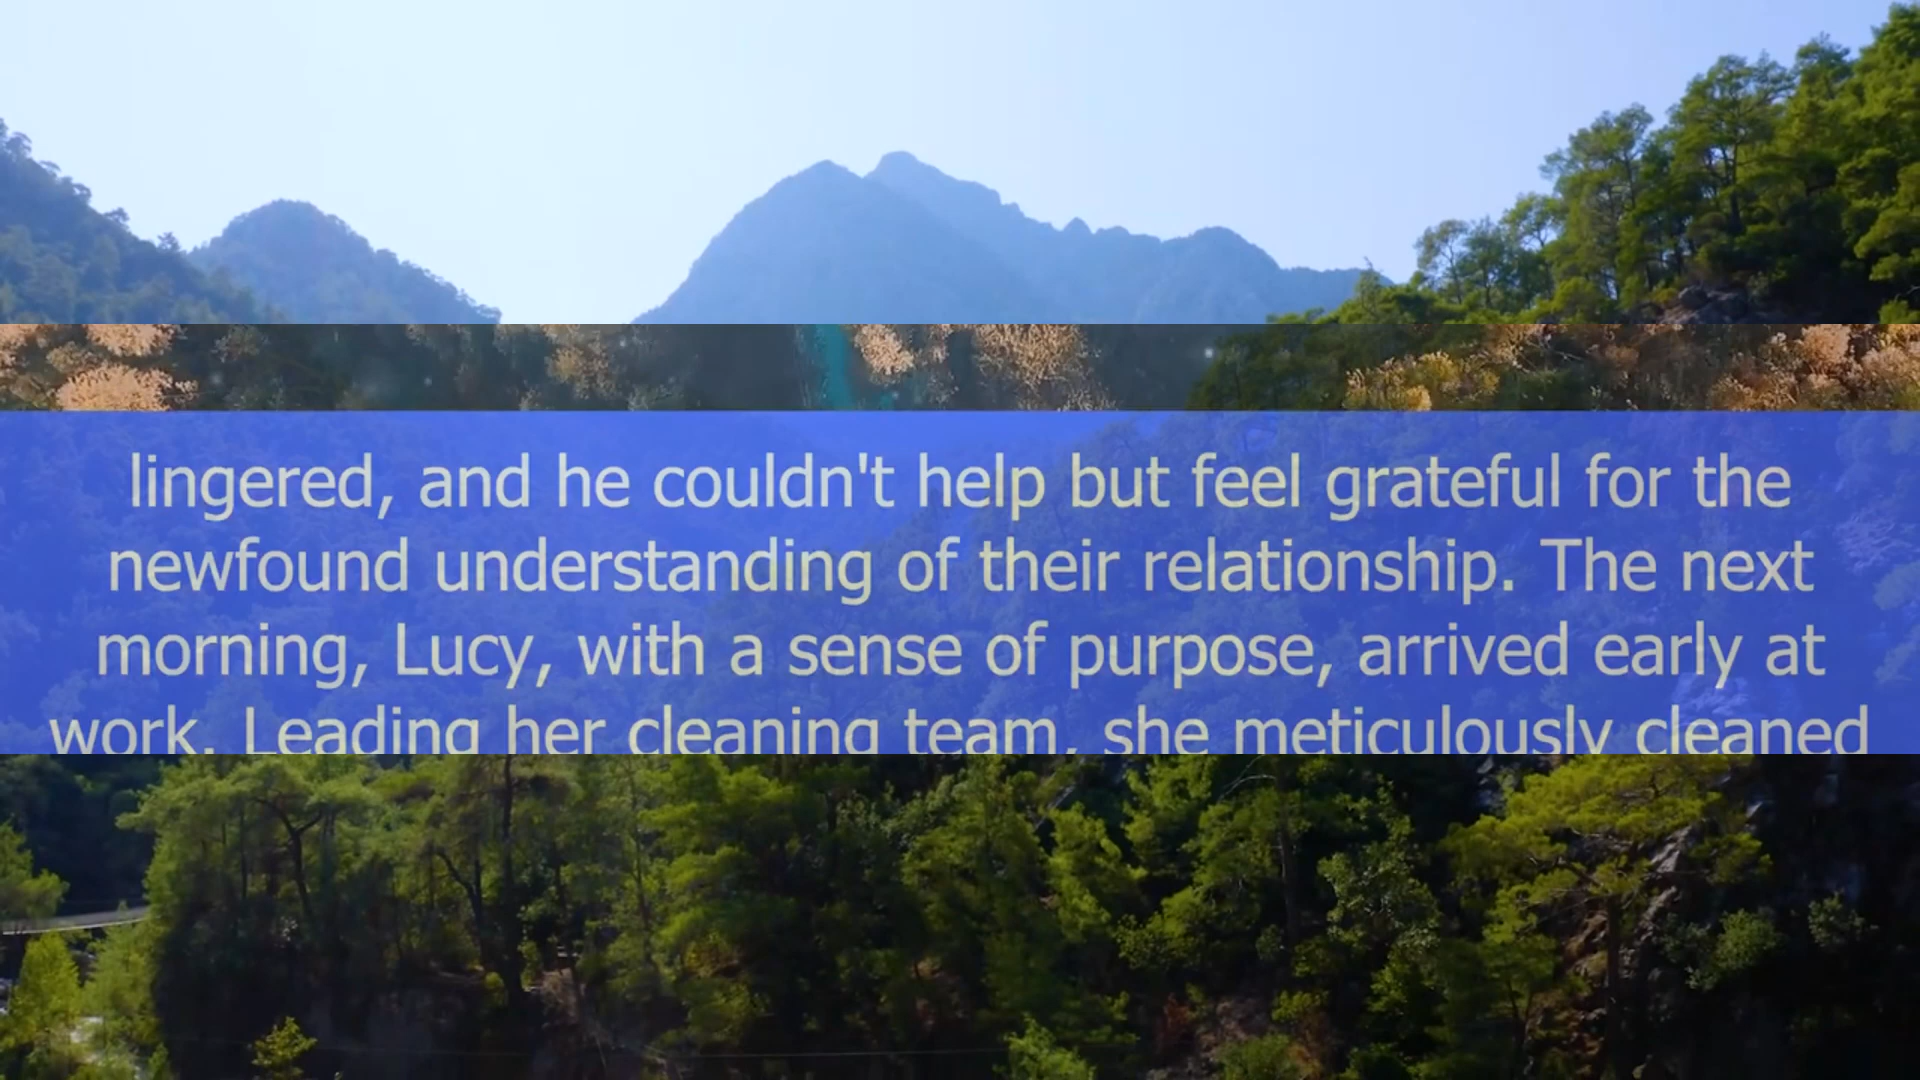 lingered, and he couldn't help but feel grateful for the
newfound understanding of their relationship. The next
morning, Lucy, with a sense of purpose, arrived early at
work. Leading her cleaning team, she meticulously cleaned